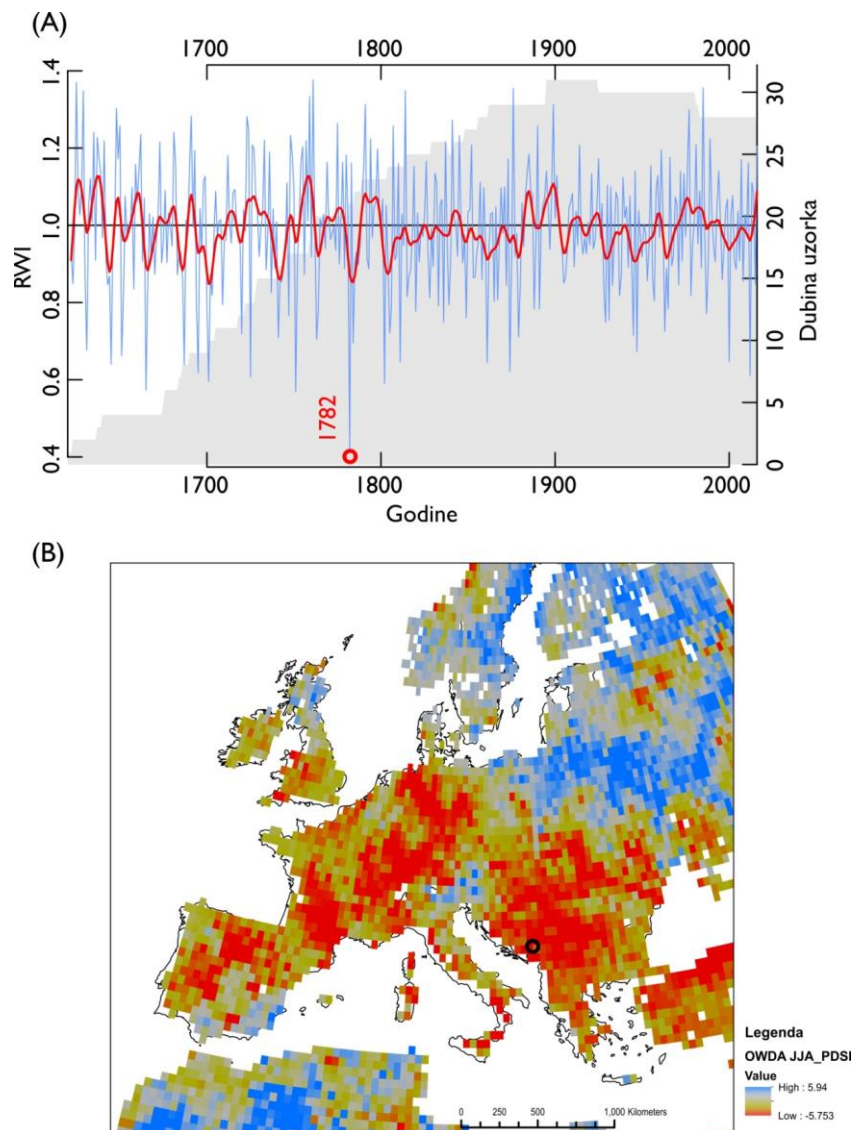 (A)
1700 1800 1900 2000
1.4
1.2
1.0
0.8
0.6
0.4
RWI
30
25
20
15
10
5
0
Dubina uzorka
1782
1700 1800 1900 2000
Godine
(B)
Legenda
OWDA JJA_PDSI
Value
High : 5.94
Low : -5.753
0 250 500 1,000 Kilometers